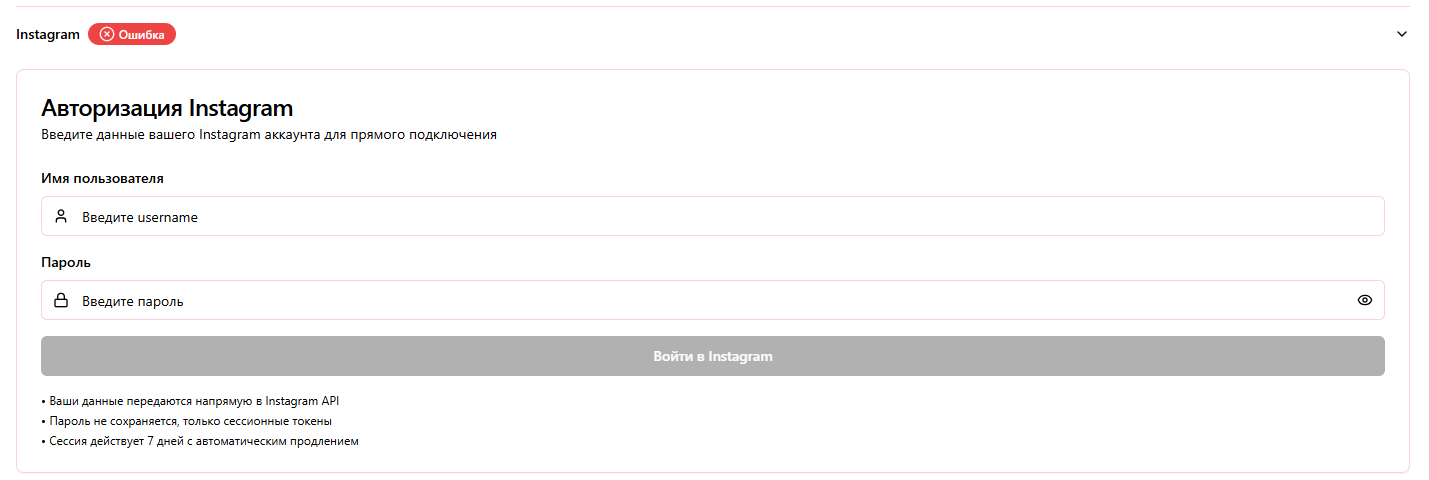 Instagram Ошибка
Авторизация Instagram
Введите данные вашего Instagram аккаунта для прямого подключения
Имя пользователя
Введите username
Пароль
Введите пароль
Войти в Instagram
• Ваши данные передаются напрямую в Instagram API
• Пароль не сохраняется, только сессионные токены
• Сессия действует 7 дней с автоматическим продлением